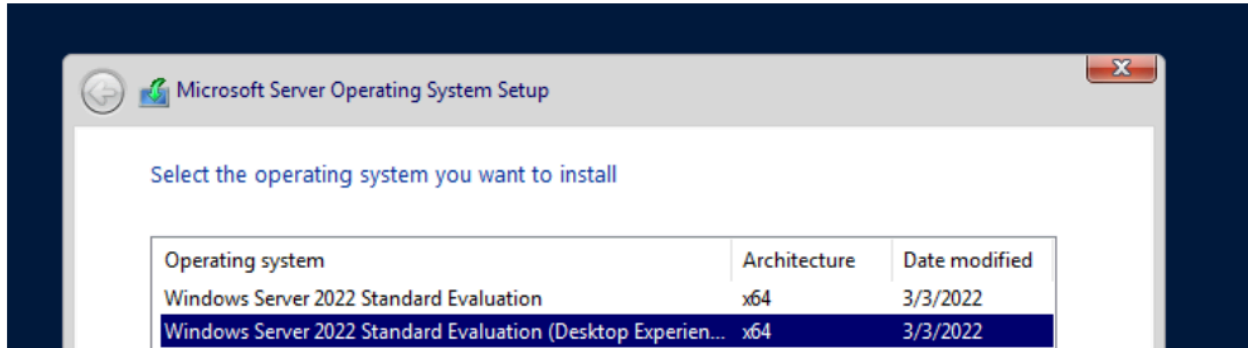 Microsoft Server Operating System Setup
Select the operating system you want to install
Operating system Architecture Date modified
Windows Server 2022 Standard Evaluation x64 3/3/2022
Windows Server 2022 Standard Evaluation (Desktop Experien... x64 3/3/2022